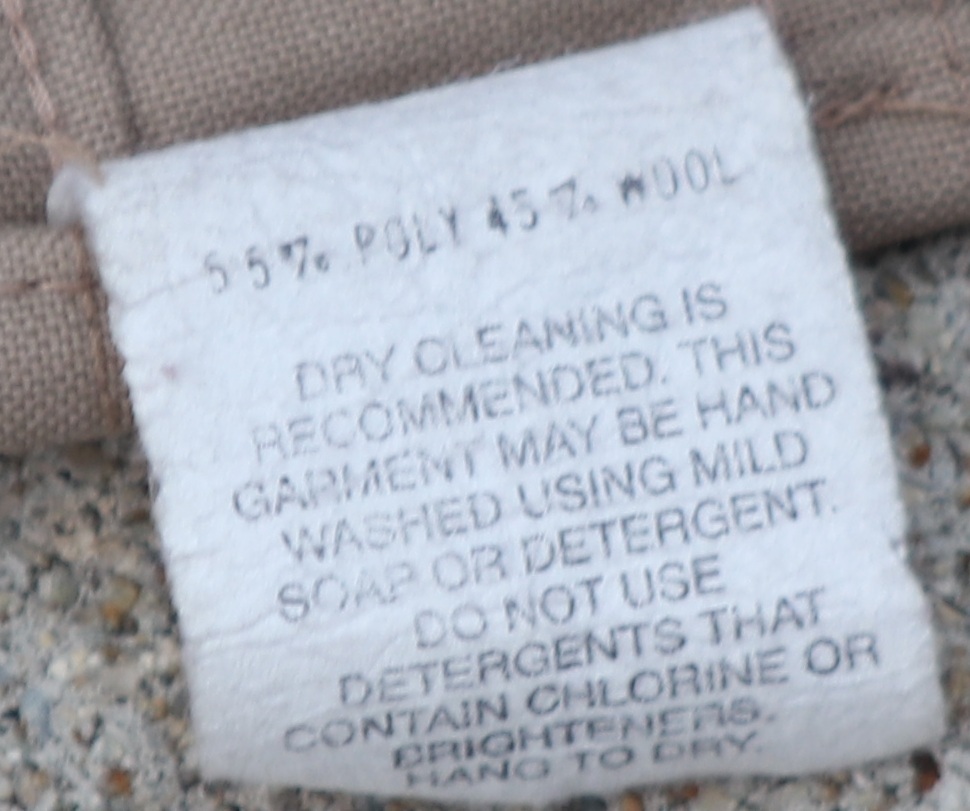 55% POLY 45% WOOL
DRY CLEANING IS
RECOMMENDED. THIS
GARMENT MAY BE HAND
WASHED USING MILD
SOAP OR DETERGENT.
DO NOT USE
DETERGENTS THAT
CONTAIN CHLORINE OR
BRIGHTENERS.
HANG TO DRY.